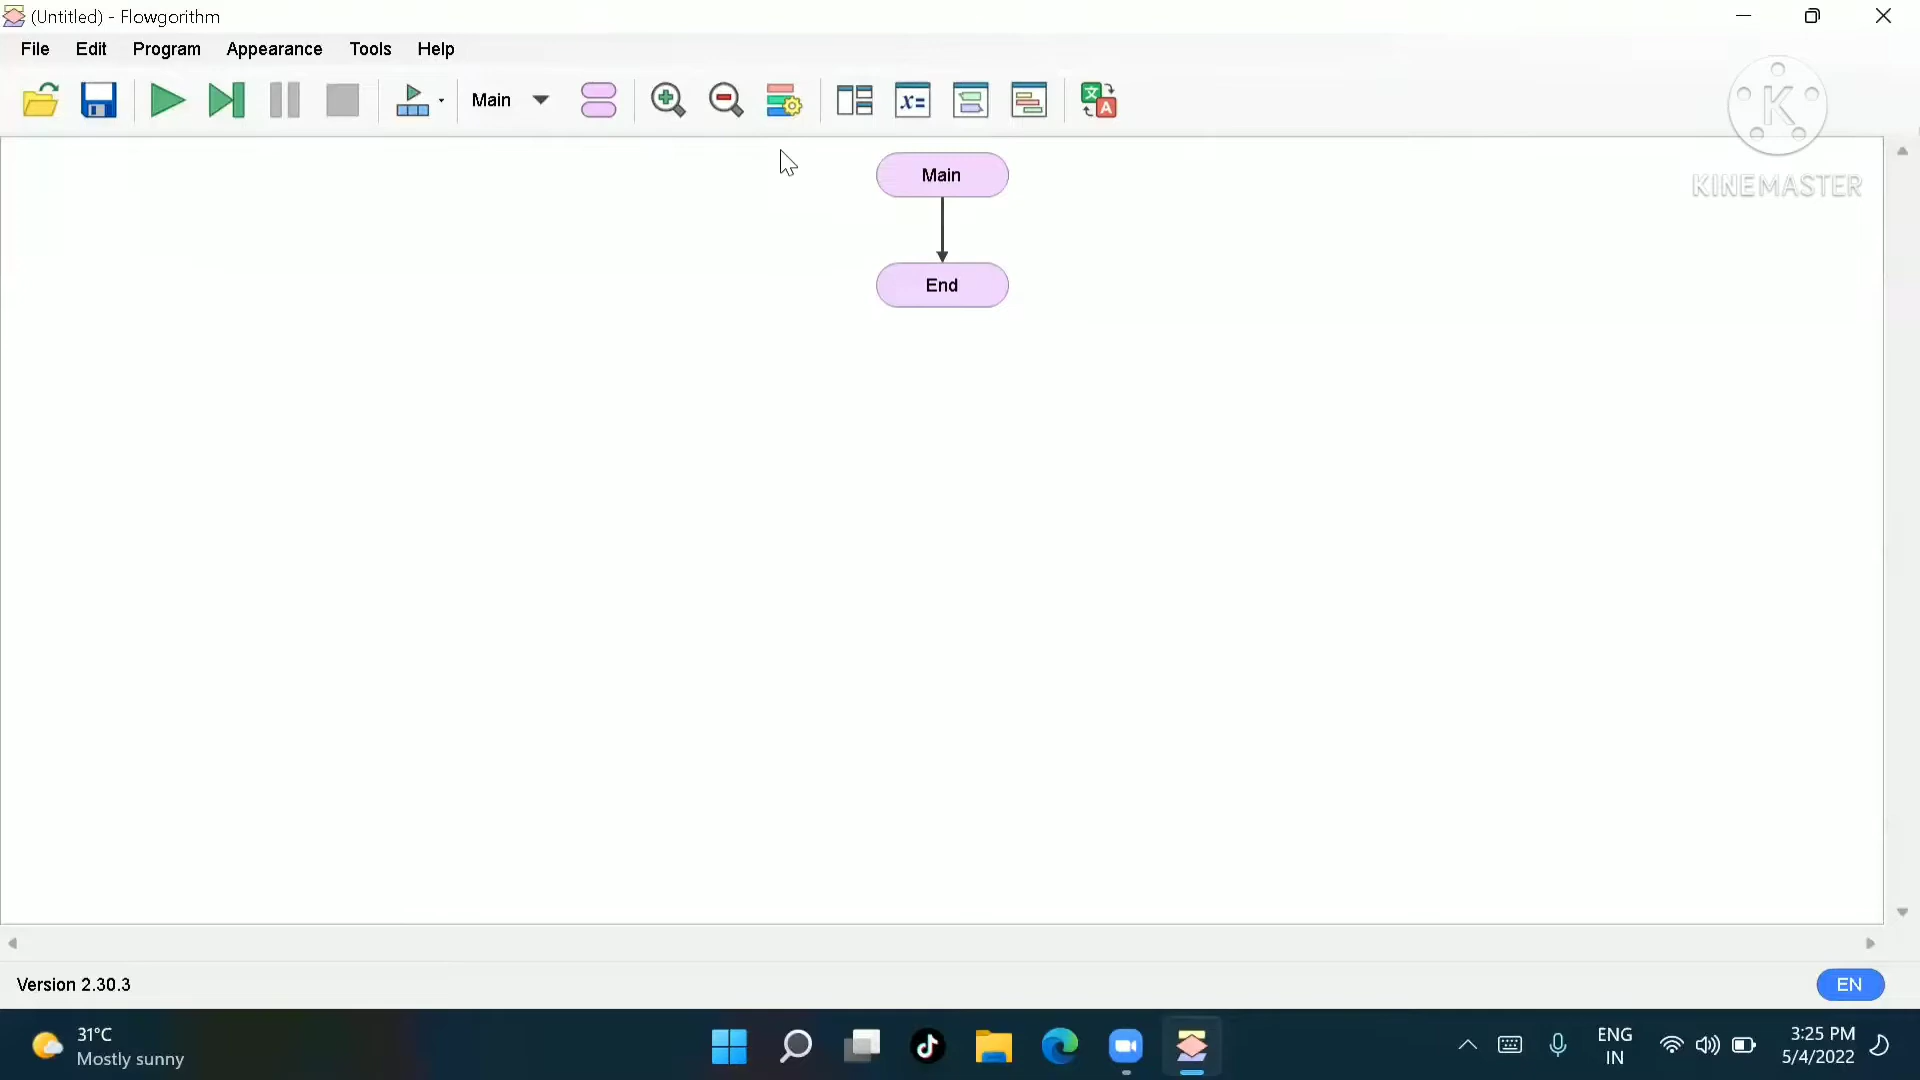 (Untitled) - Flowgorithm
File Edit Program Appearance Tools Help
Main
x=
文
A
K
KINEMASTER
Main
End
Version 2.30.3
EN
31°C
Mostly sunny
ENG
IN
3:25 PM
5/4/2022